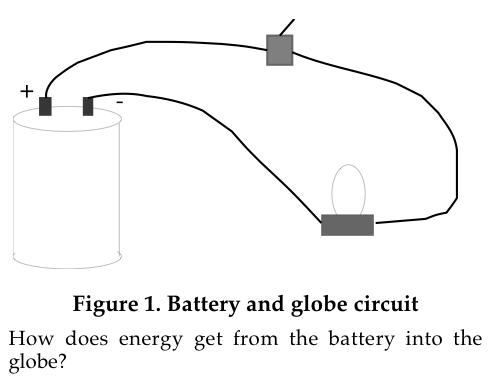 +
-
Figure 1. Battery and globe circuit
How does energy get from the battery into the
globe?